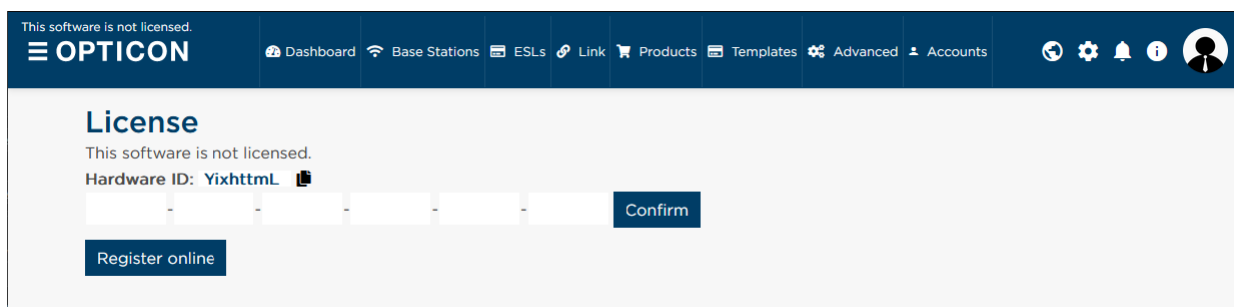 This software is not licensed.
OPTICON
Dashboard Base Stations ESLs Link Products Templates Advanced Accounts
License
This software is not licensed.
Hardware ID: YixhttmL
- - - - -
Confirm
Register online